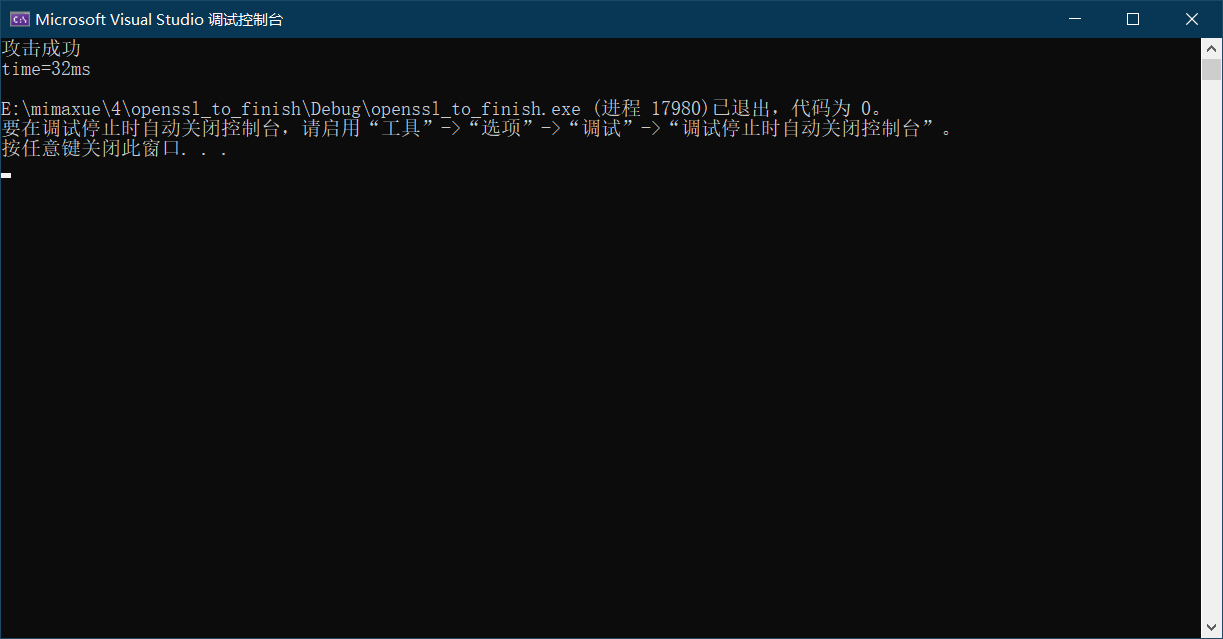 Microsoft Visual Studio 调试控制台
攻击成功
time=32ms
E:\mimaxue\4\openssl_to_finish\Debug\openssl_to_finish.exe (进程 17980)已退出，代码为 0。
要在调试停止时自动关闭控制台，请启用“工具”->“选项”->“调试”->“调试停止时自动关闭控制台”。
按任意键关闭此窗口. . .